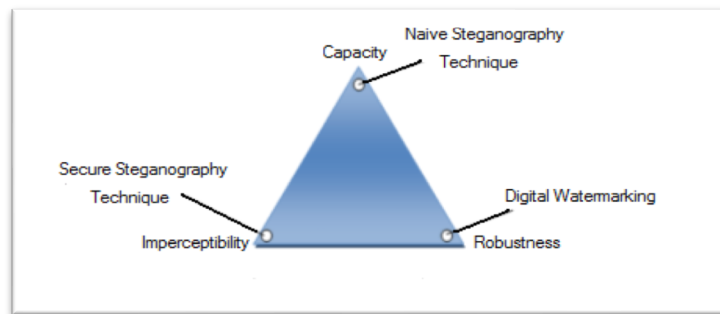 Naive Steganography
Technique
Capacity
Secure Steganography
Technique
Digital Watermarking
Imperceptibility
Robustness